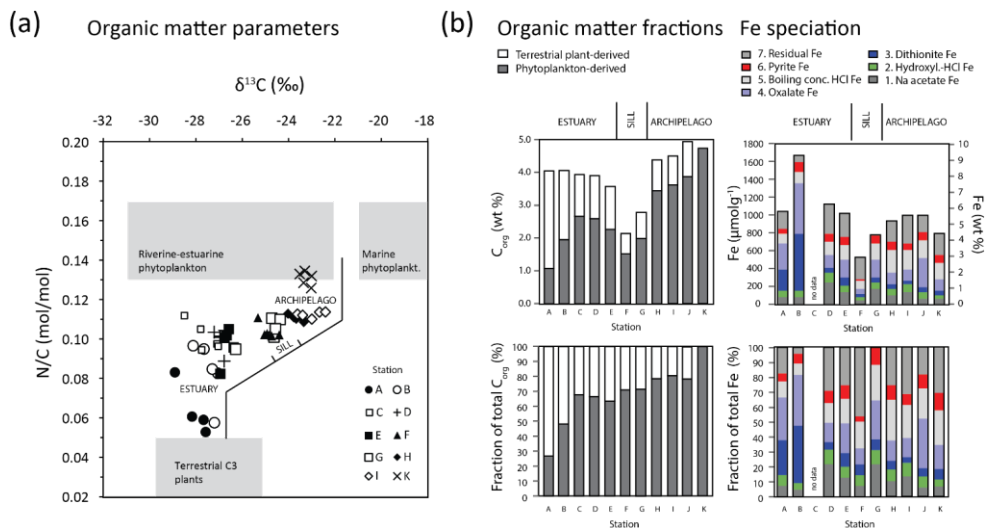 (a)
Organic matter parameters
δ¹³C (‰)
-29 -28 -26 -24 -22 -20 -18
0.20
0.18
0.16
0.14
0.12
0.10
0.08
0.06
0.04
0.02
N/C (mol/mol)
Riverine-estuarine
phytoplankton
Marine
phytoplankt.
ARCHIPELAGO
SILL
ESTUARY
Terrestrial C3
plants
Station
A B
C D
E F
G H
I K
(b)
Organic matter fractions
Terrestrial plant-derived
Phytoplankton-derived
ESTUARY SILL ARCHIPELAGO
5.0
4.0
3.0
2.0
1.0
0.0
Corg (wt %)
A B C D E F G H I J K
Station
100
90
80
70
60
50
40
30
20
10
0
Fraction of total Corg (%)
A B C D E F G H I J K
Station
Fe speciation
7. Residual Fe
6. Pyrite Fe
5. Boiling conc. HCl Fe
4. Oxalate Fe
3. Dithionite Fe
2. Hydroxyl.-HCl Fe
1. Na acetate Fe
ESTUARY SILL ARCHIPELAGO
1800
1600
1400
1200
1000
800
600
400
200
0
Fe (µmolg⁻¹)
10
9
8
7
6
5
4
3
2
1
0
Fe (wt %)
no data
A B C D E F G H I J K
Station
100
90
80
70
60
50
40
30
20
10
0
Fraction of total Fe (%)
no data
A B C D E F G H I J K
Station